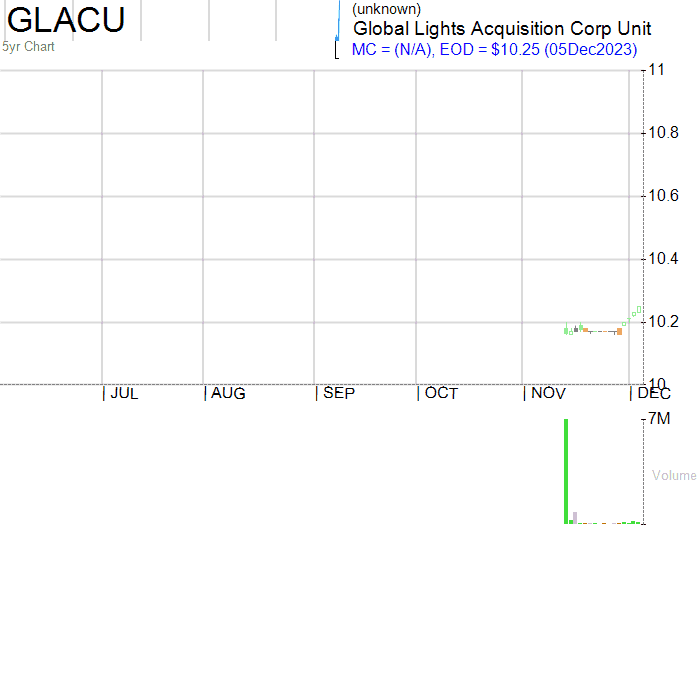 GLACU
5yr Chart
(unknown)
Global Lights Acquisition Corp Unit
MC = (N/A), EOD = $10.25 (05Dec2023)
11
10.8
10.6
10.4
10.2
10
| JUL | AUG | SEP | OCT | NOV | DEC
7M
Volume